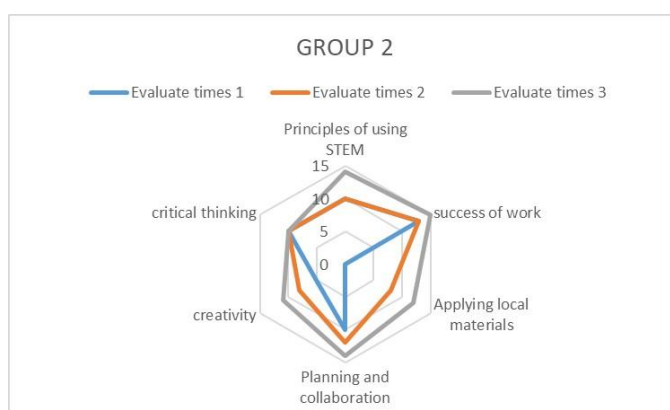 GROUP 2
Evaluate times 1 Evaluate times 2 Evaluate times 3
Principles of using
STEM
15
10
5
0
success of work
Applying local
materials
Planning and
collaboration
creativity
critical thinking